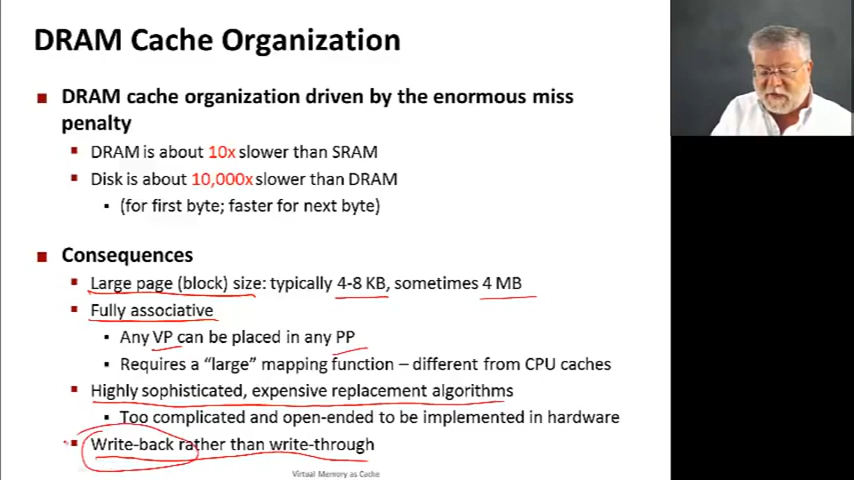 DRAM Cache Organization
DRAM cache organization driven by the enormous miss
penalty
DRAM is about 10x slower than SRAM
Disk is about 10,000x slower than DRAM
(for first byte; faster for next byte)
Consequences
Large page (block) size: typically 4-8 KB, sometimes 4 MB
Fully associative
Any VP can be placed in any PP
Requires a “large” mapping function – different from CPU caches
Highly sophisticated, expensive replacement algorithms
Too complicated and open-ended to be implemented in hardware
Write-back rather than write-through
Virtual Memory as Cache